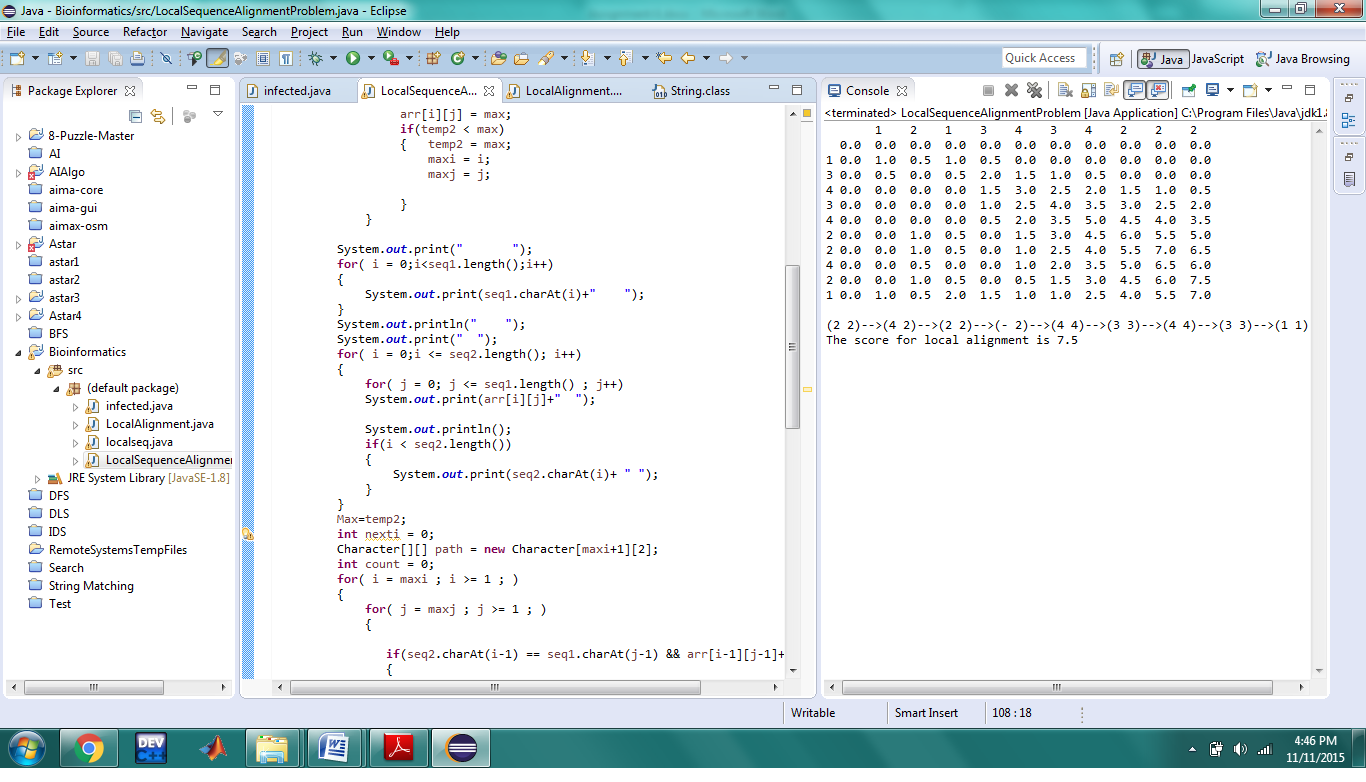 Java - Bioinformatics/src/LocalSequenceAlignmentProblem.java - Eclipse
File Edit Source Refactor Navigate Search Project Run Window Help
Quick Access
Java
JavaScript
Java Browsing
Package Explorer
8-Puzzle-Master
AI
AIAlgo
aima-core
aima-gui
aimax-osm
Astar
astar1
astar2
astar3
Astar4
BFS
Bioinformatics
src
(default package)
infected.java
LocalAlignment.java
localseq.java
LocalSequenceAlignmen
JRE System Library [JavaSE-1.8]
DFS
DLS
IDS
RemoteSystemsTempFiles
Search
String Matching
Test
infected.java
LocalSequenceA...
LocalAlignment....
String.class
arr[i][j] = max;
if(temp2 < max)
{   temp2 = max;
maxi = i;
maxj = j;
}
}
System.out.print("       ");
for( i = 0;i<seq1.length();i++)
{
System.out.print(seq1.charAt(i)+"    ");
}
System.out.println("    ");
System.out.print("  ");
for( i = 0;i <= seq2.length(); i++)
{
for( j = 0; j <= seq1.length() ; j++)
System.out.print(arr[i][j]+"  ");
System.out.println();
if(i < seq2.length())
{
System.out.print(seq2.charAt(i)+ " ");
}
}
Max=temp2;
int nexti = 0;
Character[][] path = new Character[maxi+1][2];
int count = 0;
for( i = maxi ; i >= 1 ; )
{
for( j = maxj ; j >= 1 ; )
{
if(seq2.charAt(i-1) == seq1.charAt(j-1) && arr[i-1][j-1]+
{
Console
<terminated> LocalSequenceAlignmentProblem [Java Application] C:\Program Files\Java\jdk1.
1 2 1 3 4 3 4 2 2 2
0.0 0.0 0.0 0.0 0.0 0.0 0.0 0.0 0.0 0.0 0.0
1 0.0 1.0 0.5 1.0 0.5 0.0 0.0 0.0 0.0 0.0 0.0
3 0.0 0.5 0.0 0.5 2.0 1.5 1.0 0.5 0.0 0.0 0.0
4 0.0 0.0 0.0 0.0 1.5 3.0 2.5 2.0 1.5 1.0 0.5
3 0.0 0.0 0.0 0.0 1.0 2.5 4.0 3.5 3.0 2.5 2.0
4 0.0 0.0 0.0 0.0 0.5 2.0 3.5 5.0 4.5 4.0 3.5
2 0.0 0.0 1.0 0.5 0.0 1.5 3.0 4.5 6.0 5.5 5.0
2 0.0 0.0 1.0 0.5 0.0 1.0 2.5 4.0 5.5 7.0 6.5
4 0.0 0.0 0.5 0.0 0.0 1.0 2.0 3.5 5.0 6.5 6.0
2 0.0 0.0 1.0 0.5 0.0 0.5 1.5 3.0 4.5 6.0 7.5
1 0.0 1.0 0.5 2.0 1.5 1.0 1.0 2.5 4.0 5.5 7.0
(2 2)-->(4 2)-->(2 2)-->(- 2)-->(4 4)-->(3 3)-->(4 4)-->(3 3)-->(1 1)
The score for local alignment is 7.5
Writable
Smart Insert
108 : 18
DEV
C++
4:46 PM
11/11/2015